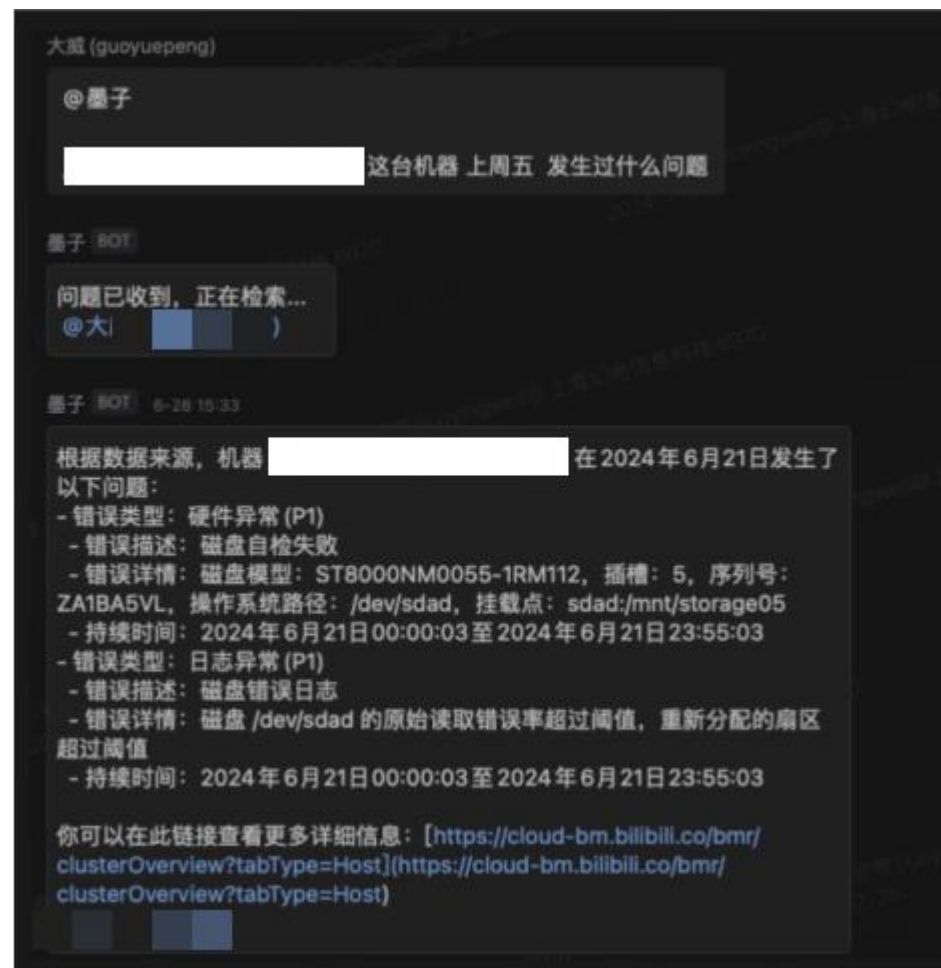 大威 (guoyuepeng)
@墨子
这台机器 上周五 发生过什么问题
墨子 BOT
问题已收到，正在检索...
@大 )
墨子 BOT 6-28 15:33
根据数据来源，机器 在2024年6月21日发生了
以下问题：
- 错误类型：硬件异常 (P1)
- 错误描述：磁盘自检失败
- 错误详情：磁盘模型：ST8000NM0055-1RM112，插槽：5，序列号：
ZA1BA5VL，操作系统路径：/dev/sdad，挂载点：sdad:/mnt/storage05
- 持续时间：2024年6月21日00:00:03至2024年6月21日23:55:03
- 错误类型：日志异常 (P1)
- 错误描述：磁盘错误日志
- 错误详情：磁盘 /dev/sdad 的原始读取错误率超过阈值，重新分配的扇区
超过阈值
- 持续时间：2024年6月21日00:00:03至2024年6月21日23:55:03
你可以在此链接查看更多详细信息：[https://cloud-bm.bilibili.co/bmr/
clusterOverview?tabType=Host](https://cloud-bm.bilibili.co/bmr/
clusterOverview?tabType=Host)